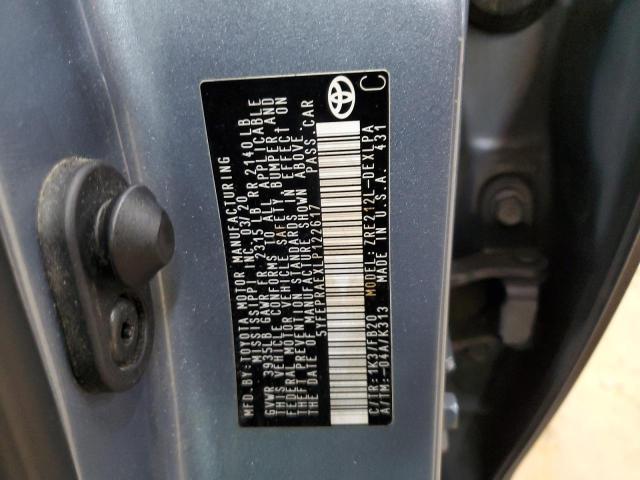 MFD.BY:TOYOTA MOTOR MANUFACTURING
MISSISSIPPI INC. 03/20
GVWR 3935LB GAWR FR 2315 LB RR 2140LB
THIS VEHICLE CONFORMS TO ALL APPLICABLE
FEDERAL MOTOR VEHICLE SAFETY, BUMPER AND
THEFT PREVENTION STANDARDS IN EFFECT ON
THE DATE OF MANUFACTURE SHOWN ABOVE.
5YFEPRAEXLP122617 PASS.CAR
C/TR: 1K3/FB20 MODEL: ZRE212L-DEXLPA
A/TM: -04A/K313 MADE IN U.S.A. 431
C